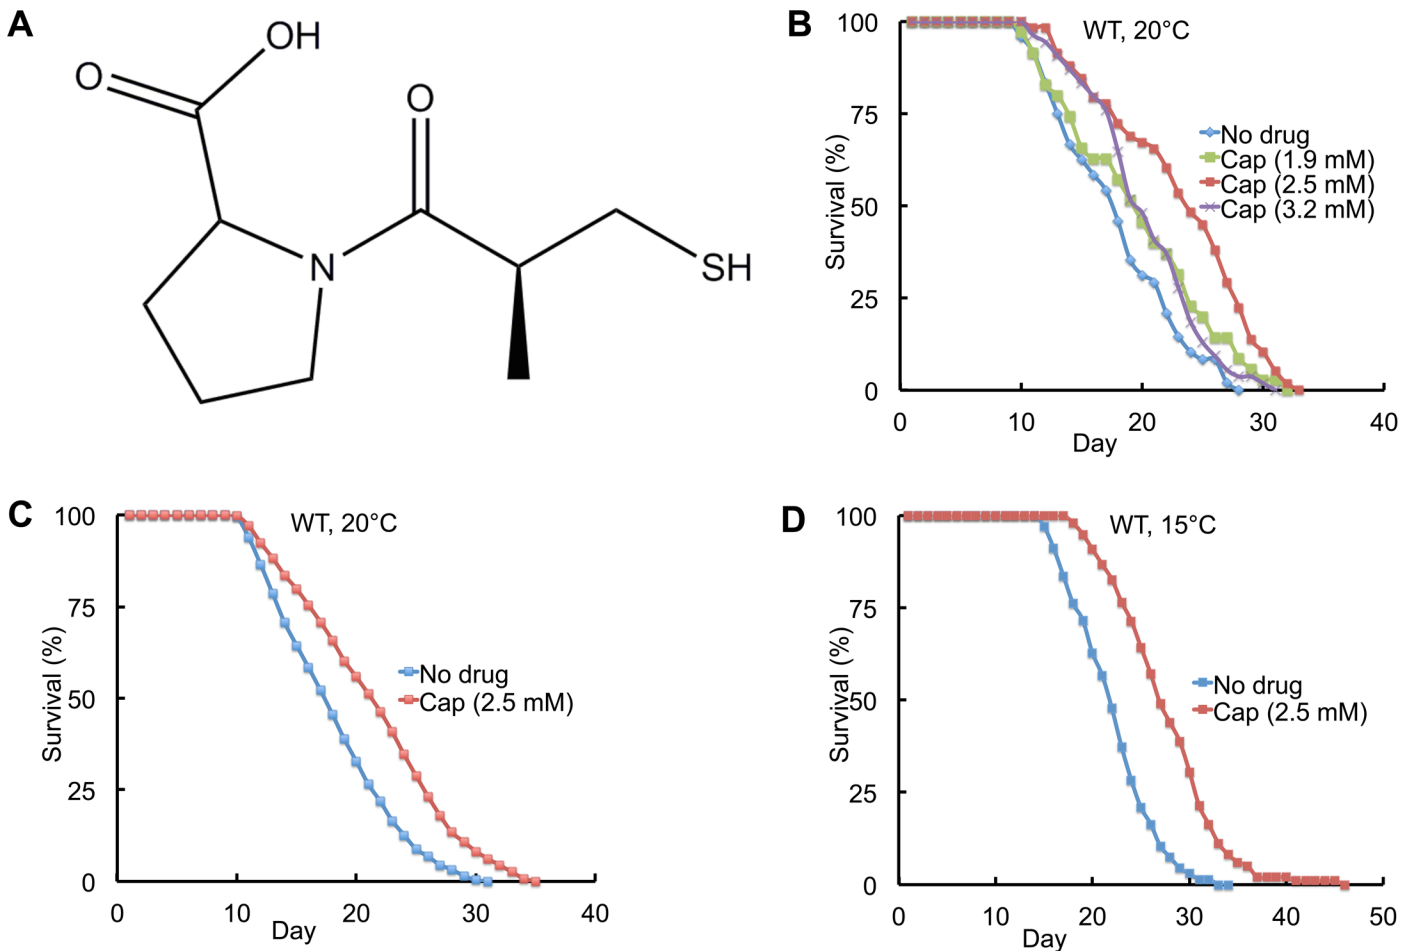 A
OH
O
O
N
SH
B
WT, 20°C
100
75
50
25
0
Survival (%)
No drug
Cap (1.9 mM)
Cap (2.5 mM)
Cap (3.2 mM)
0 10 20 30 40
Day
C
WT, 20°C
100
75
50
25
0
Survival (%)
No drug
Cap (2.5 mM)
0 10 20 30 40
Day
D
WT, 15°C
100
75
50
25
0
Survival (%)
No drug
Cap (2.5 mM)
0 10 20 30 40 50
Day